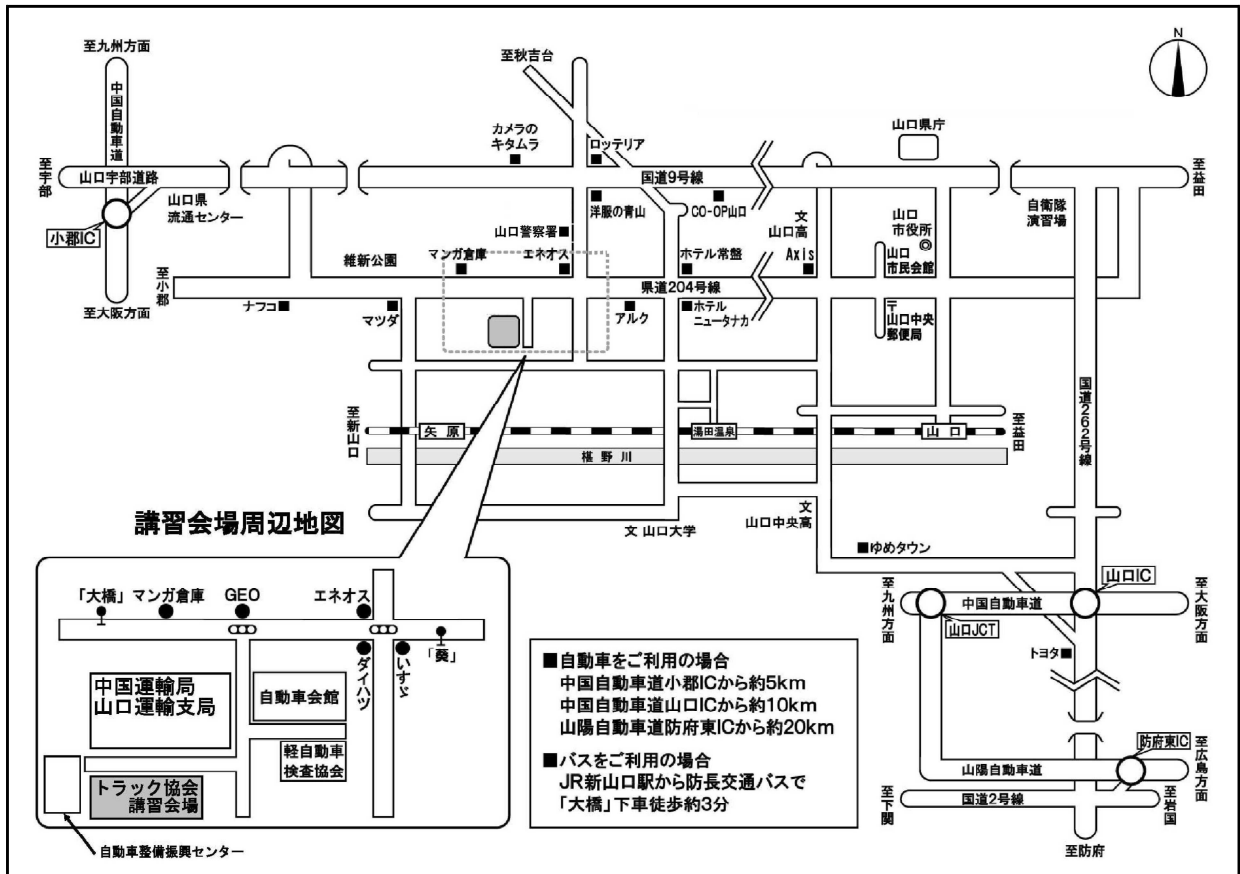 至九州方面
中国自動車道
至秋吉台
N
カメラの
キタムラ
ロッテリア
山口県庁
至宇部
山口宇部道路
国道9号線
至益田
山口県
流通センター
小郡IC
洋服の青山
CO-OP山口
文
山口高
山口
市役所
自衛隊
演習場
山口警察署
維新公園
マンガ倉庫
エネオス
ホテル常盤
Axis
山口
市民会館
至小郡
県道204号線
至大阪方面
ナフコ
マツダ
アルク
ホテル
ニュータナカ
〒
山口中央
郵便局
国道262号線
至新山口
矢原
湯田温泉
山口
至益田
椹野川
講習会場周辺地図
文 山口大学
文
山口中央高
ゆめタウン
山口IC
至九州方面
中国自動車道
至大阪方面
山口JCT
トヨタ
「大橋」
マンガ倉庫
GEO
エネオス
「葵」
ダイハツ
いすゞ
中国運輸局
山口運輸支局
自動車会館
軽自動車
検査協会
トラック協会
講習会場
自動車整備振興センター
■自動車をご利用の場合
中国自動車道小郡ICから約5km
中国自動車道山口ICから約10km
山陽自動車道防府東ICから約20km
■バスをご利用の場合
JR新山口駅から防長交通バスで
「大橋」下車徒歩約3分
防府東IC
山陽自動車道
至広島方面
至下関
国道2号線
至岩国
至防府